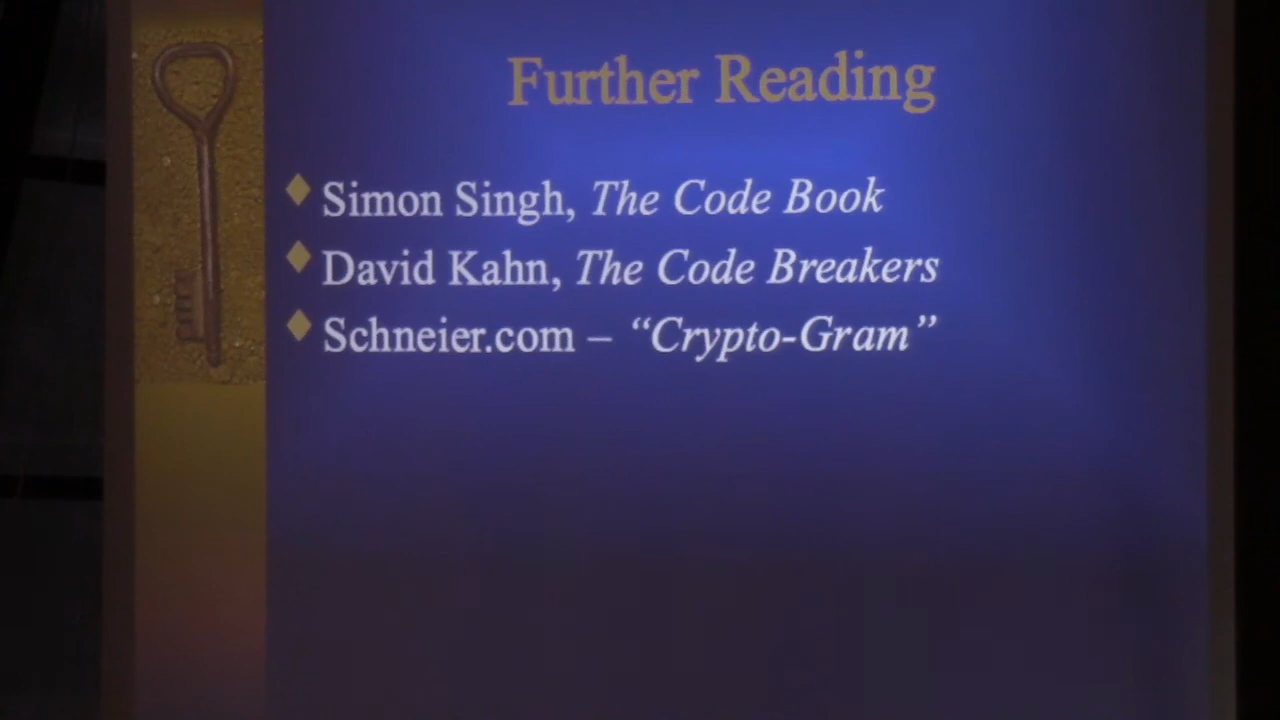 Further Reading
Simon Singh, The Code Book
David Kahn, The Code Breakers
Schneier.com – “Crypto-Gram”